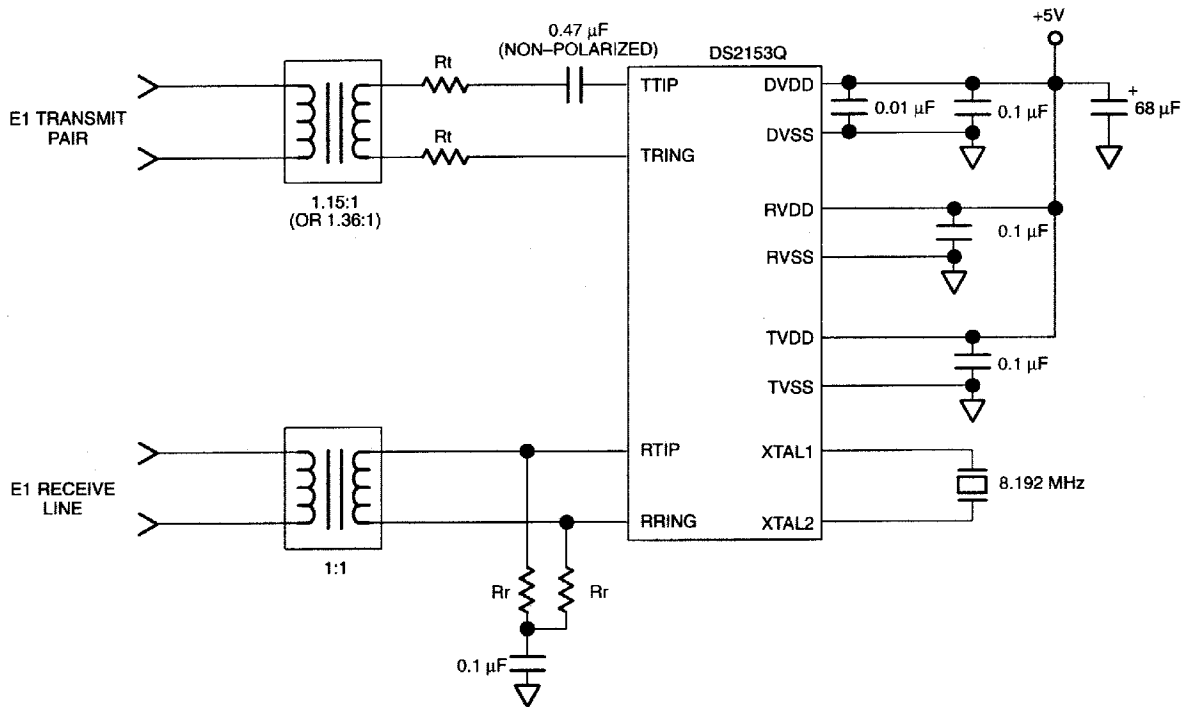 +5V
0.47 µF
(NON–POLARIZED)
DS2153Q
Rt
TTIP
DVDD
+
0.01 µF
0.1 µF
68 µF
E1 TRANSMIT
PAIR
DVSS
Rt
TRING
1.15:1
(OR 1.36:1)
RVDD
0.1 µF
RVSS
TVDD
0.1 µF
TVSS
RTIP
XTAL1
E1 RECEIVE
LINE
8.192 MHz
RRING
XTAL2
1:1
Rr
Rr
0.1 µF